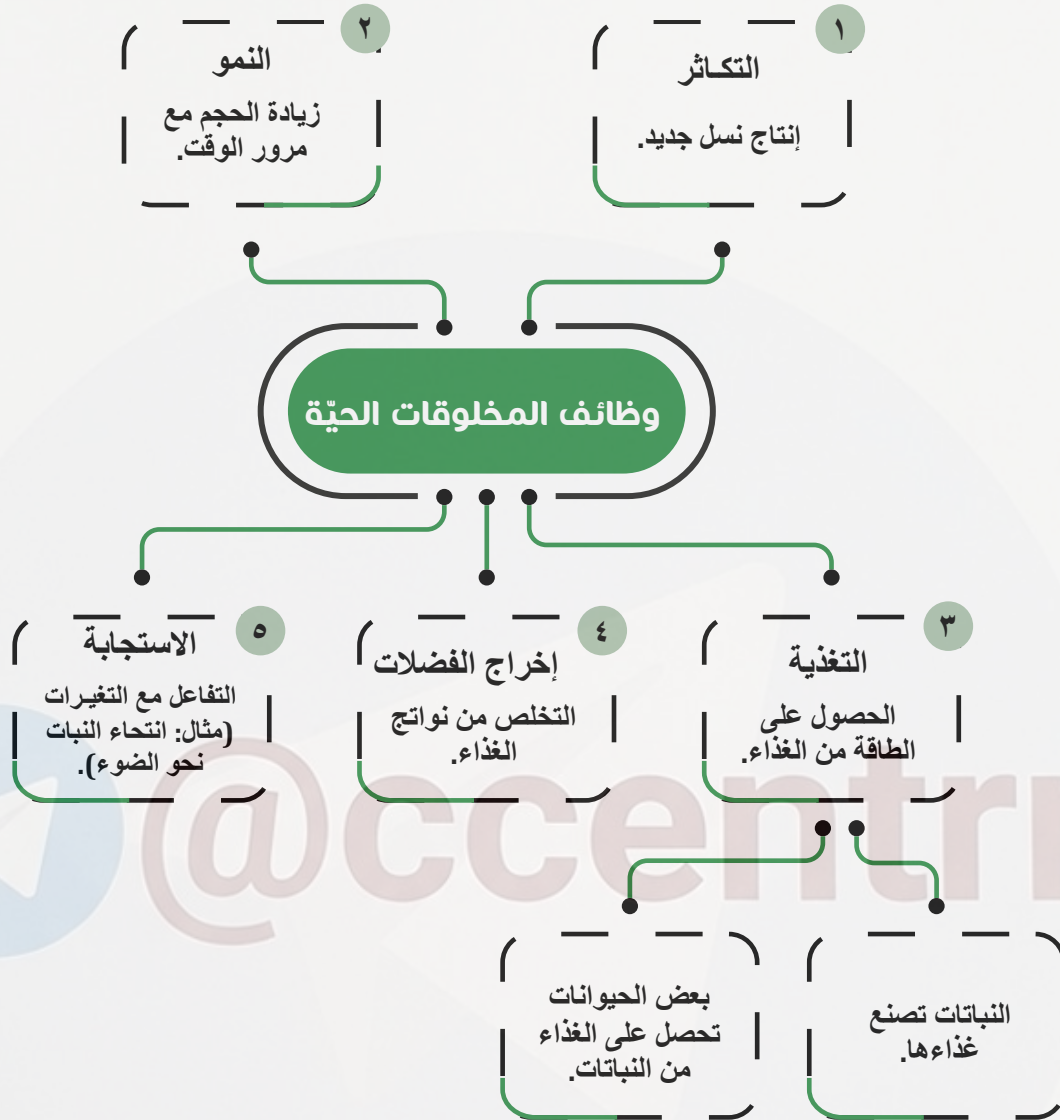 ١
التكاثر
إنتاج نسل جديد.
٢
النمو
زيادة الحجم مع
مرور الوقت.
وظائف المخلوقات الحيّة
٣
التغذية
الحصول على
الطاقة من الغذاء.
٤
إخراج الفضلات
التخلص من نواتج
الغذاء.
٥
الاستجابة
التفاعل مع التغيرات
(مثال: انتحاء النبات
نحو الضوء).
النباتات تصنع
غذاءها.
بعض الحيوانات
تحصل على الغذاء
من النباتات.
@ccentr